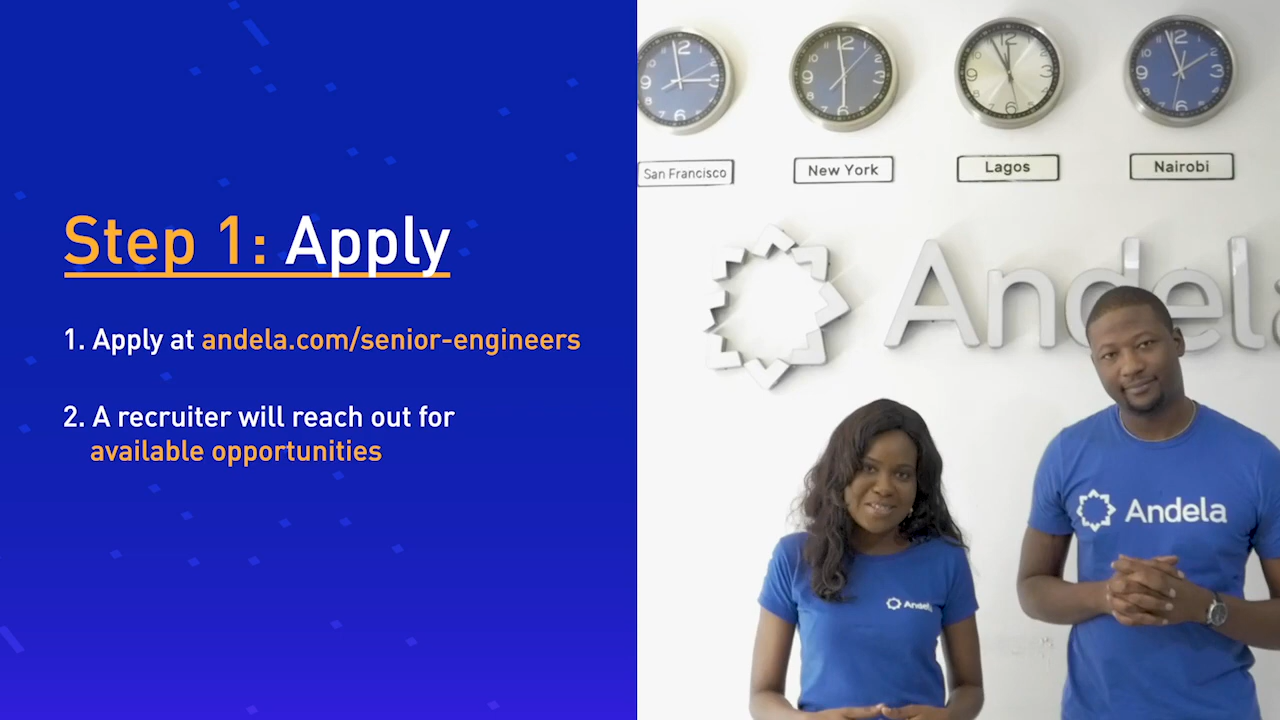 Step 1: Apply
1. Apply at andela.com/senior-engineers
2. A recruiter will reach out for
available opportunities
San Francisco
New York
Lagos
Nairobi
Andela
Andela
Andela